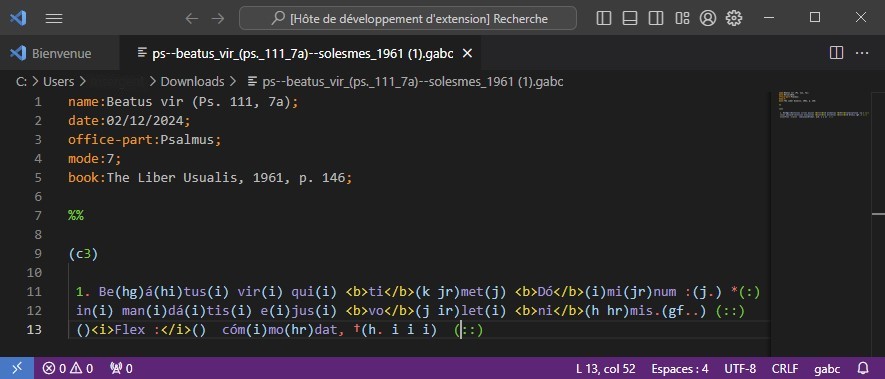 [Hôte de développement d'extension] Recherche
Bienvenue
ps--beatus_vir_(ps._111_7a)--solesmes_1961 (1).gabc
C: > Users > > Downloads > ps--beatus_vir_(ps._111_7a)--solesmes_1961 (1).gabc
1 name:Beatus vir (Ps. 111, 7a);
2 date:02/12/2024;
3 office-part:Psalmus;
4 mode:7;
5 book:The Liber Usualis, 1961, p. 146;
6
7 %%
8
9 (c3)
10
11 1. Be(hg)á(hi)tus(i) vir(i) qui(i) <b>ti</b>(k jr)met(j) <b>Dó</b>(i)mi(jr)num :(j.) *(:)
12 in(i) man(i)dá(i)tis(i) e(i)jus(i) <b>vo</b>(j ir)let(i) <b>ni</b>(h hr)mis.(gf..) (::)
13 ()<i>Flex :</i>() cóm(i)mo(hr)dat, †(h. i i i) (::)
0 0 0 L 13, col 52 Espaces : 4 UTF-8 CRLF gabc